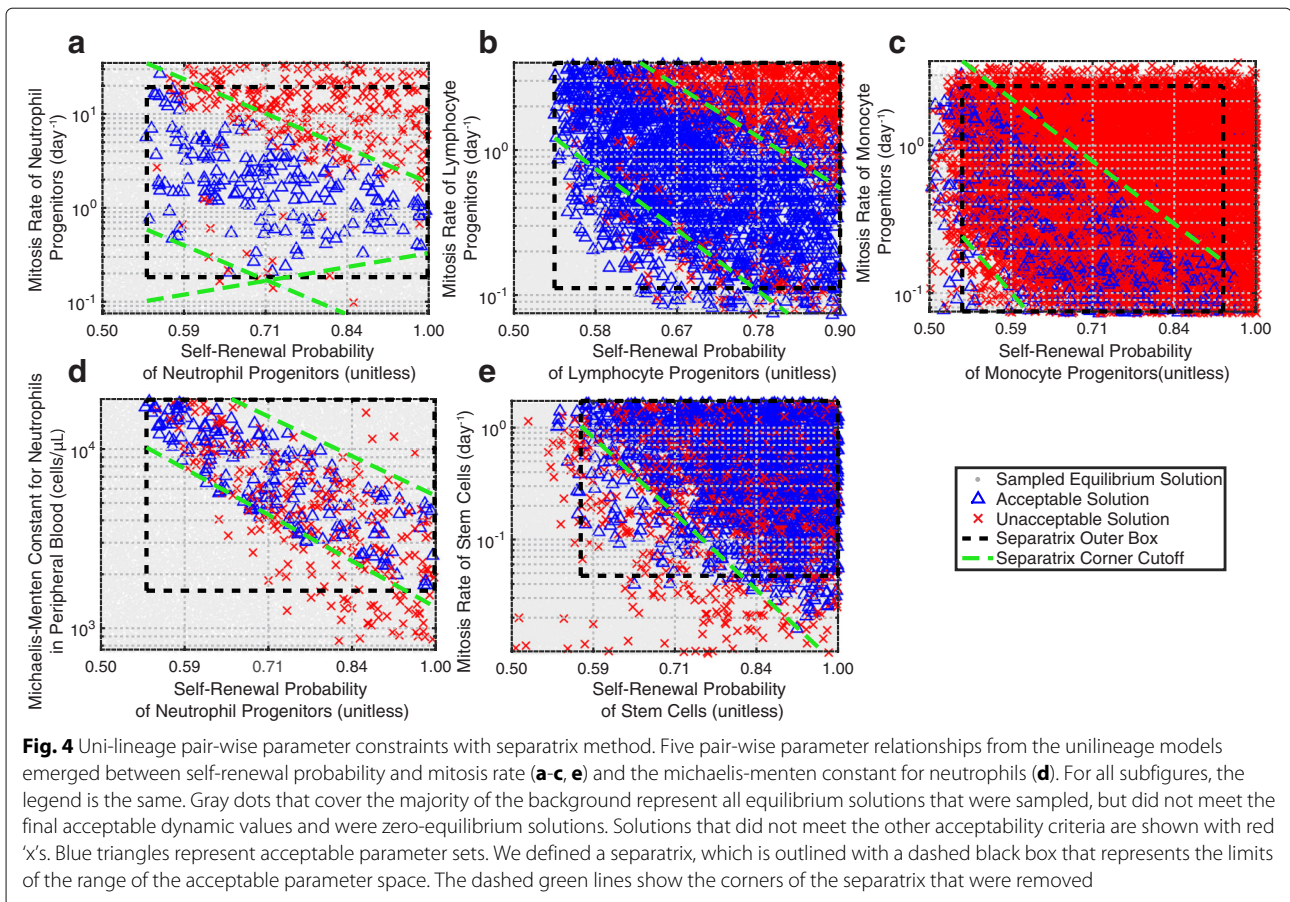 a
b
c
Mitosis Rate of Neutrophil
Progenitors (day⁻¹)
10¹
10⁰
10⁻¹
0.50 0.59 0.71 0.84 1.00
Self-Renewal Probability
of Neutrophil Progenitors (unitless)
Mitosis Rate of Lymphocyte
Progenitors (day⁻¹)
10⁰
10⁻¹
0.50 0.58 0.67 0.78 0.90
Self-Renewal Probability
of Lymphocyte Progenitors (unitless)
Mitosis Rate of Monocyte
Progenitors (day⁻¹)
10⁰
10⁻¹
0.50 0.59 0.71 0.84 1.00
Self-Renewal Probability
of Monocyte Progenitors(unitless)
d
e
Michaelis-Menten Constant for Neutrophils
in Peripheral Blood (cells/µL)
10⁴
10³
0.50 0.59 0.71 0.84 1.00
Self-Renewal Probability
of Neutrophil Progenitors (unitless)
Mitosis Rate of Stem Cells (day⁻¹)
10⁰
10⁻¹
0.50 0.59 0.71 0.84 1.00
Self-Renewal Probability
of Stem Cells (unitless)
Sampled Equilibrium Solution
Acceptable Solution
Unacceptable Solution
Separatrix Outer Box
Separatrix Corner Cutoff
Fig. 4 Uni-lineage pair-wise parameter constraints with separatrix method. Five pair-wise parameter relationships from the unilineage models
emerged between self-renewal probability and mitosis rate (a-c, e) and the michaelis-menten constant for neutrophils (d). For all subfigures, the
legend is the same. Gray dots that cover the majority of the background represent all equilibrium solutions that were sampled, but did not meet the
final acceptable dynamic values and were zero-equilibrium solutions. Solutions that did not meet the other acceptability criteria are shown with red
'x's. Blue triangles represent acceptable parameter sets. We defined a separatrix, which is outlined with a dashed black box that represents the limits
of the range of the acceptable parameter space. The dashed green lines show the corners of the separatrix that were removed